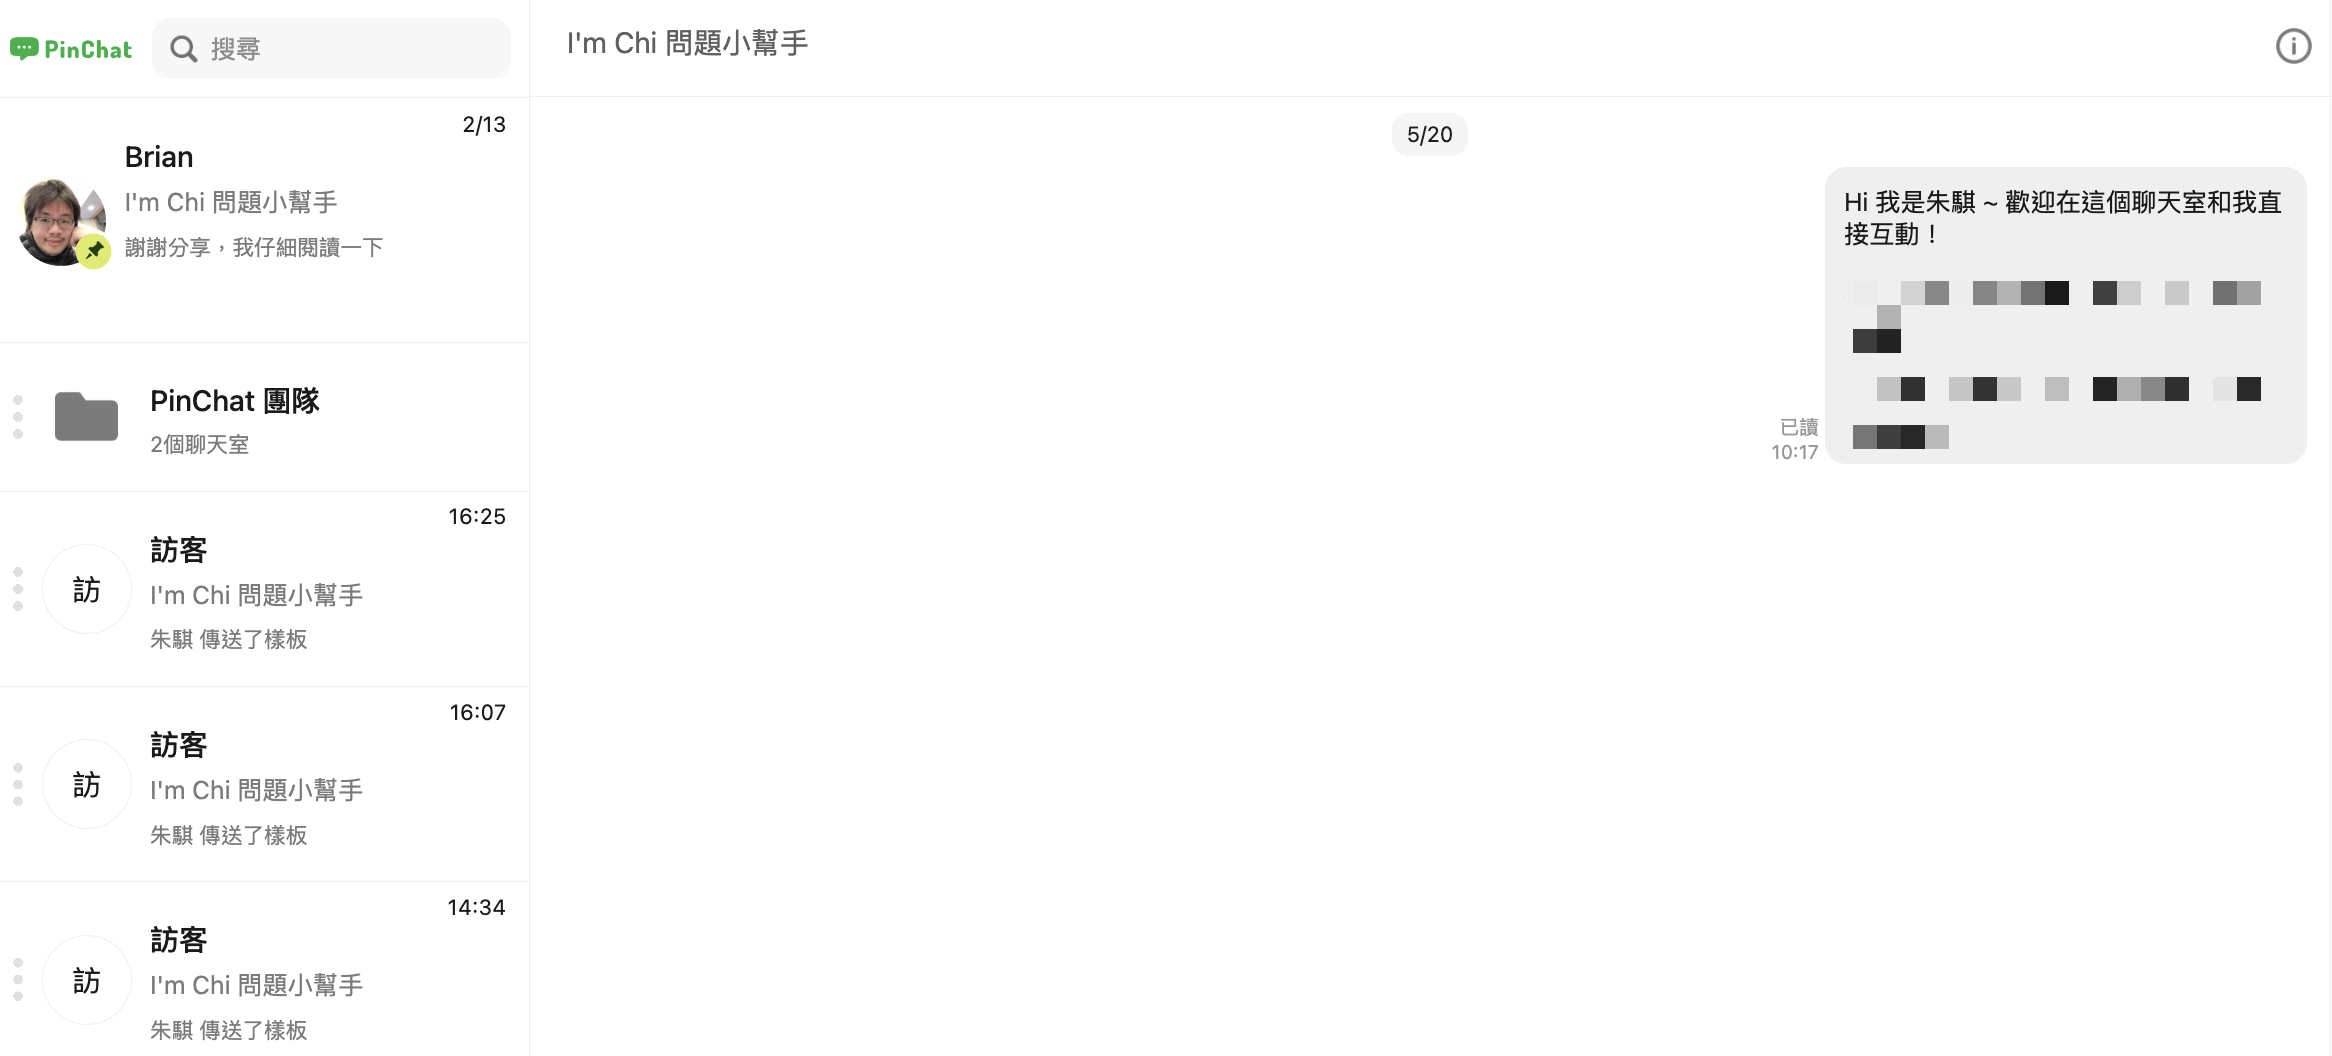 PinChat
搜尋
2/13
Brian
I'm Chi 問題小幫手
謝謝分享，我仔細閱讀一下
PinChat 團隊
2個聊天室
16:25
訪
訪客
I'm Chi 問題小幫手
朱騏 傳送了樣板
16:07
訪
訪客
I'm Chi 問題小幫手
朱騏 傳送了樣板
14:34
訪
訪客
I'm Chi 問題小幫手
朱騏 傳送了樣板
I'm Chi 問題小幫手
5/20
Hi 我是朱騏 ~ 歡迎在這個聊天室和我直
接互動！
已讀
10:17